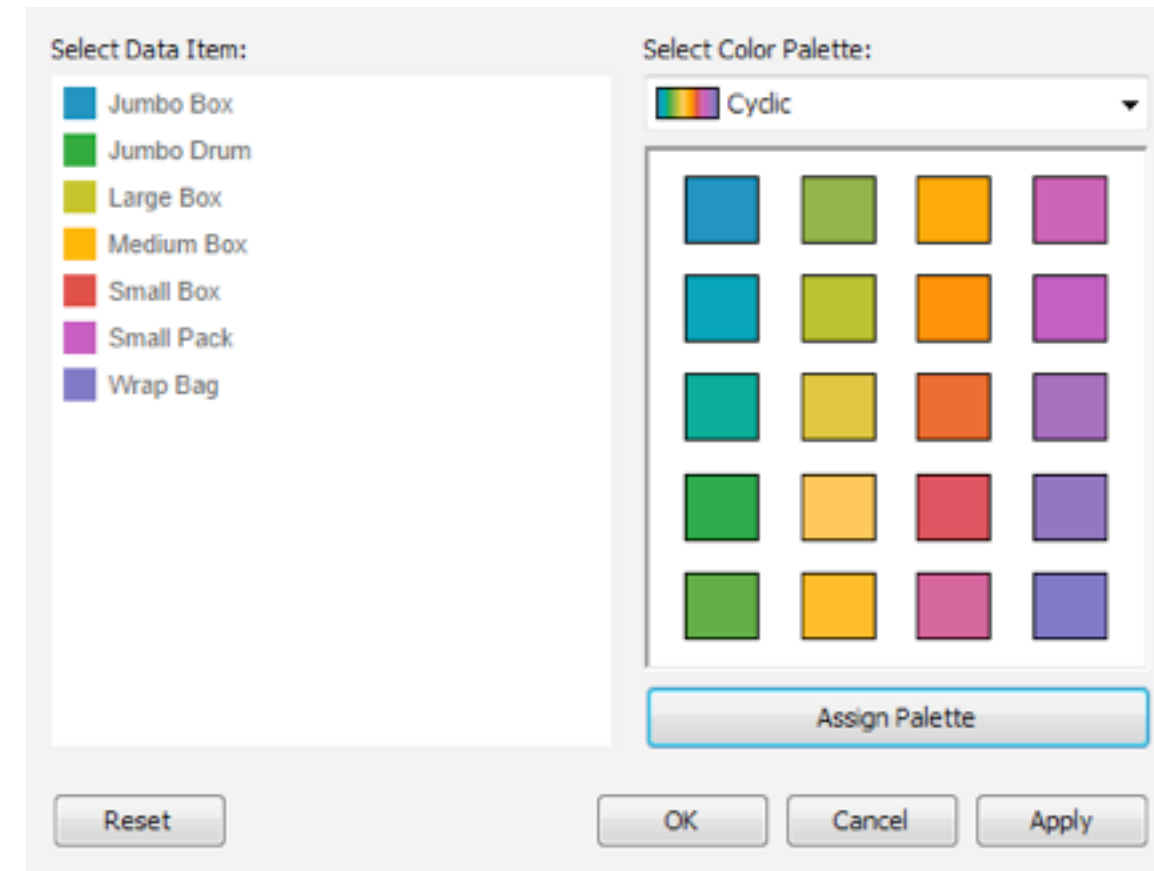 Select Data Item:
Jumbo Box
Jumbo Drum
Large Box
Medium Box
Small Box
Small Pack
Wrap Bag
Select Color Palette:
Cyclic
Assign Palette
Reset
OK
Cancel
Apply